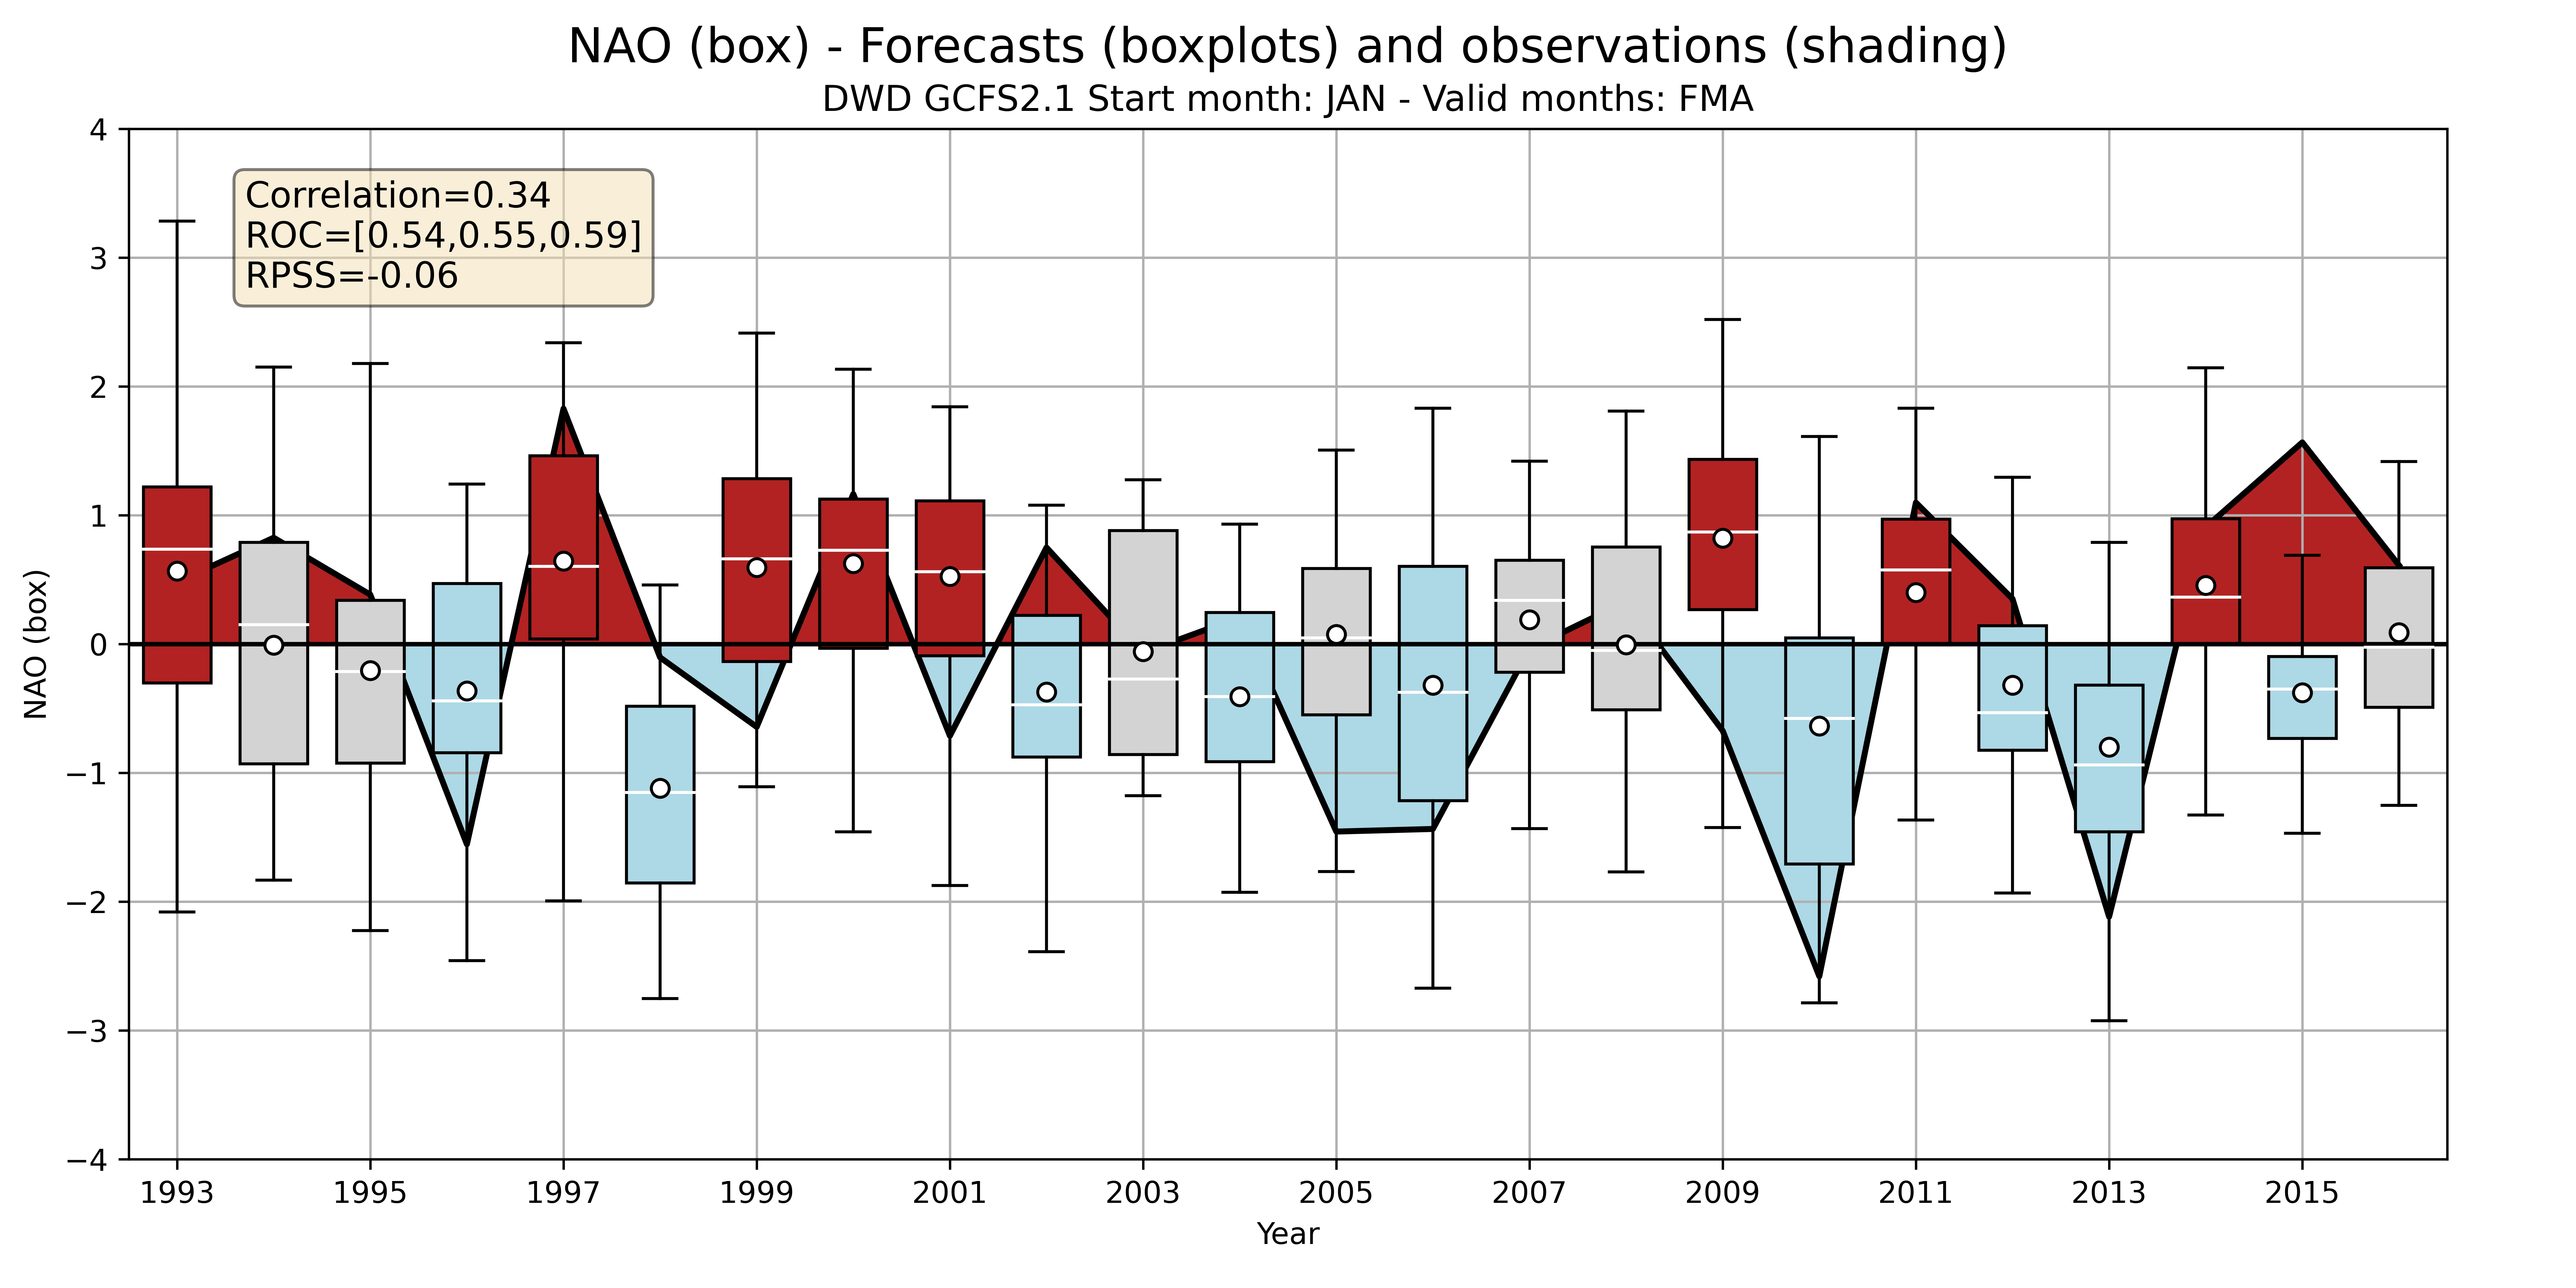 NAO (box) - Forecasts (boxplots) and observations (shading)
DWD GCFS2.1 Start month: JAN - Valid months: FMA
Correlation=0.34
ROC=[0.54,0.55,0.59]
RPSS=-0.06
NAO (box)
4
3
2
1
0
−1
−2
−3
−4
1993 1995 1997 1999 2001 2003 2005 2007 2009 2011 2013 2015
Year